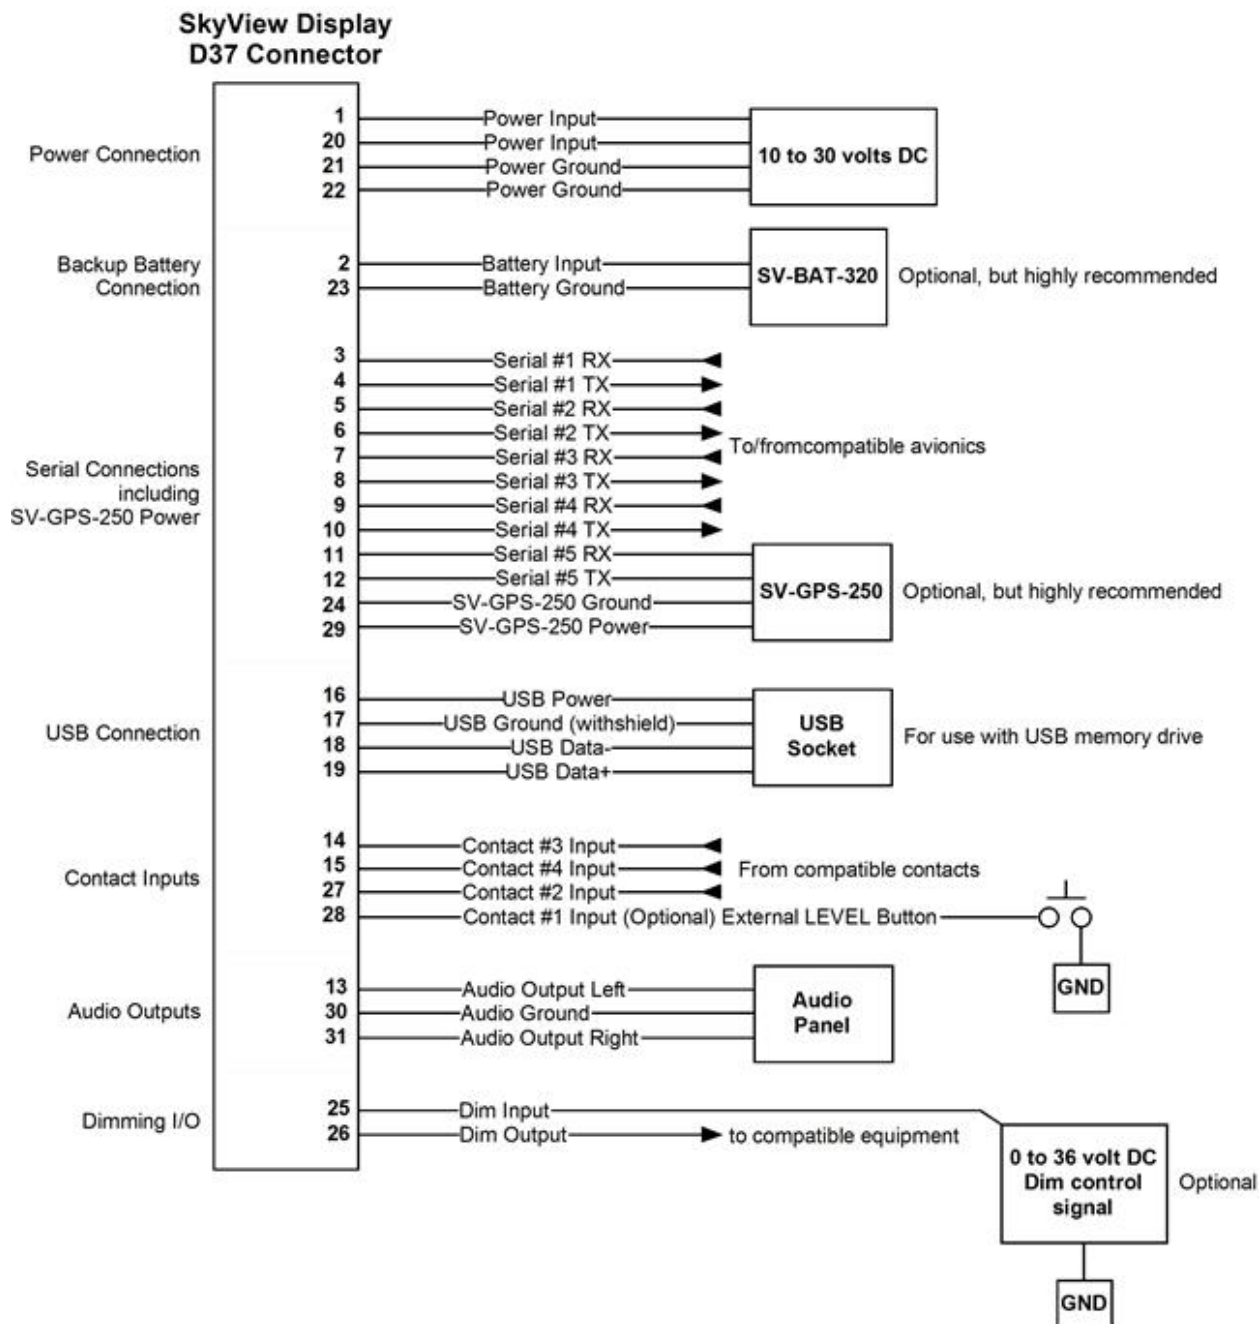 SkyView Display
D37 Connector
Power Connection
1 Power Input
20 Power Input
21 Power Ground
22 Power Ground
10 to 30 volts DC
Backup Battery
Connection
2 Battery Input
23 Battery Ground
SV-BAT-320
Optional, but highly recommended
Serial Connections
including
SV-GPS-250 Power
3 Serial #1 RX
4 Serial #1 TX
5 Serial #2 RX
6 Serial #2 TX
7 Serial #3 RX
8 Serial #3 TX
9 Serial #4 RX
10 Serial #4 TX
To/fromcompatible avionics
11 Serial #5 RX
12 Serial #5 TX
24 SV-GPS-250 Ground
29 SV-GPS-250 Power
SV-GPS-250
Optional, but highly recommended
USB Connection
16 USB Power
17 USB Ground (withshield)
18 USB Data-
19 USB Data+
USB
Socket
For use with USB memory drive
Contact Inputs
14 Contact #3 Input
15 Contact #4 Input
27 Contact #2 Input
From compatible contacts
28 Contact #1 Input (Optional) External LEVEL Button
GND
Audio Outputs
13 Audio Output Left
30 Audio Ground
31 Audio Output Right
Audio
Panel
Dimming I/O
25 Dim Input
26 Dim Output
to compatible equipment
0 to 36 volt DC
Dim control
signal
Optional
GND